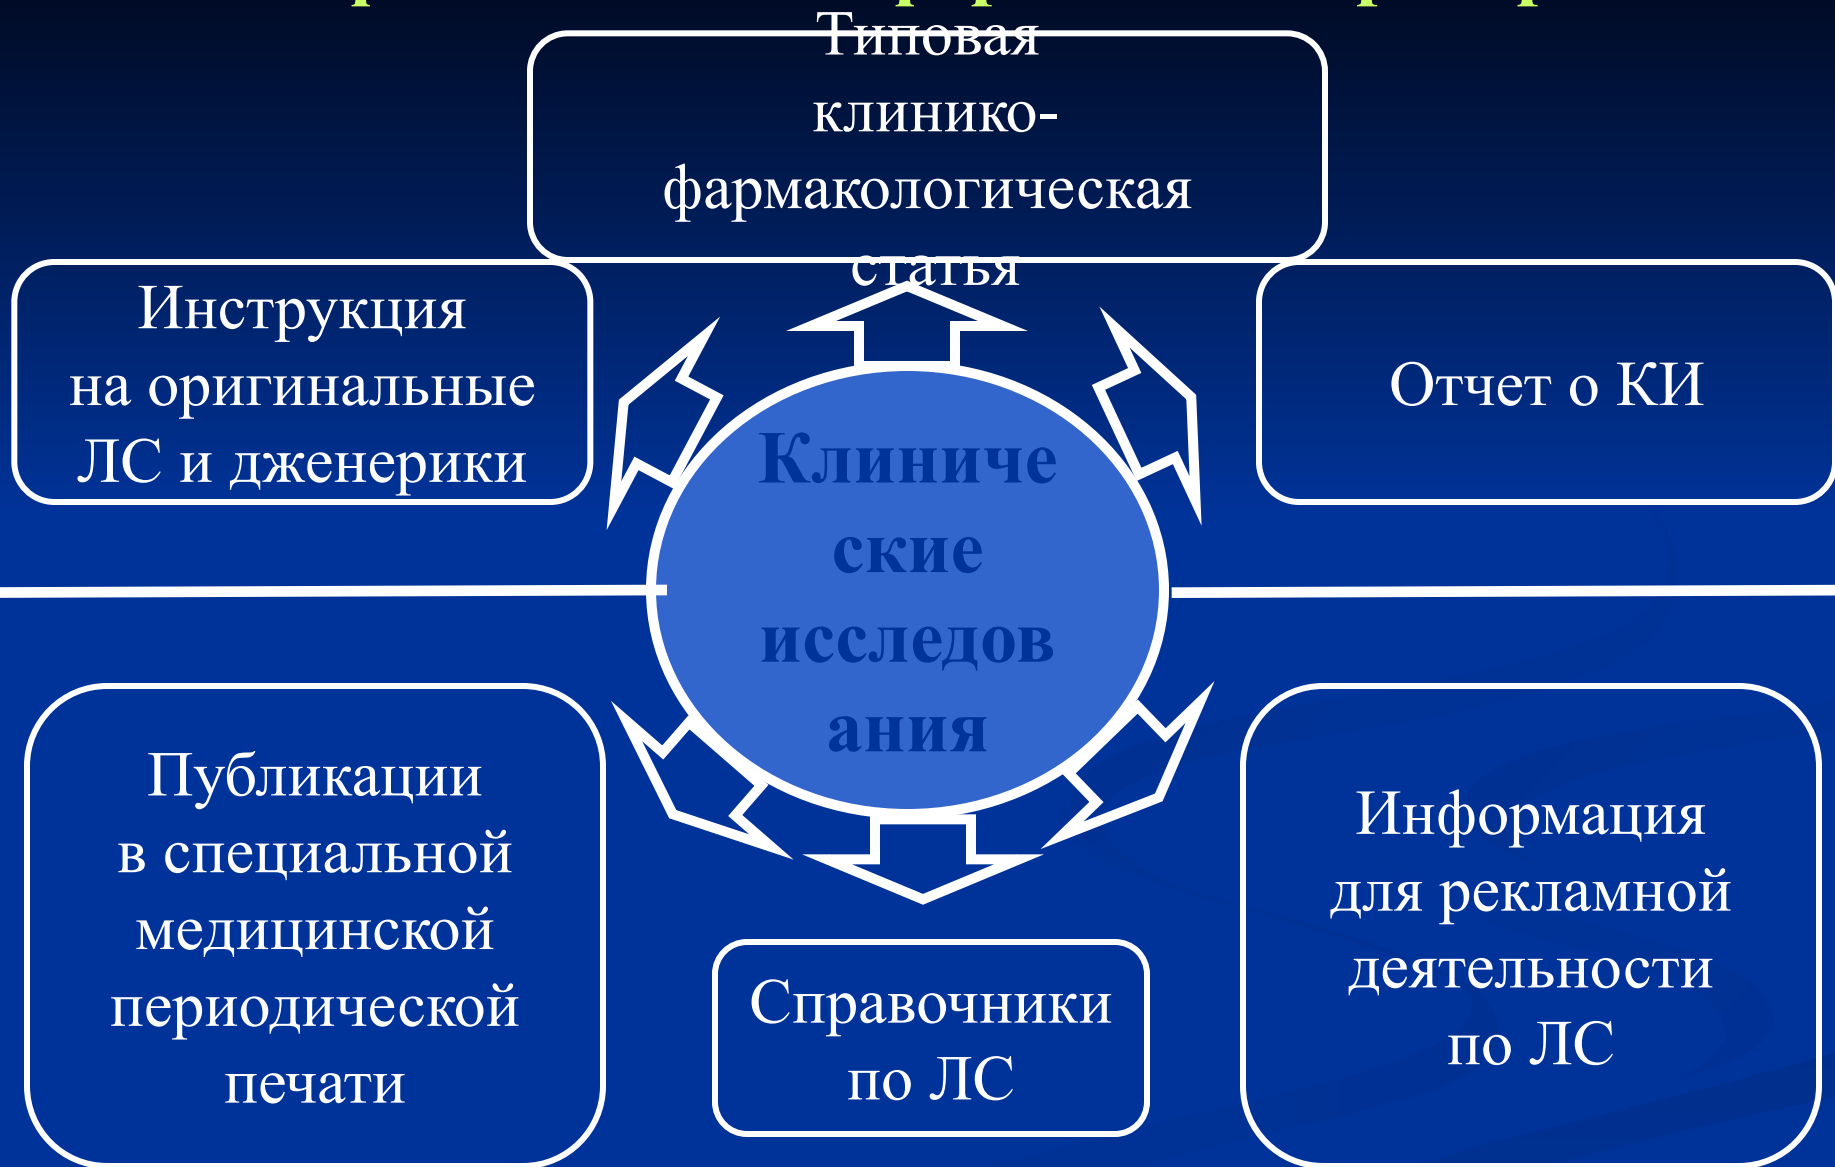 Типовая
клинико-
фармакологическая
статья
Инструкция
на оригинальные
ЛС и дженерики
Отчет о КИ
Клиниче
ские
исследов
ания
Публикации
в специальной
медицинской
периодической
печати
Справочники
по ЛС
Информация
для рекламной
деятельности
по ЛС